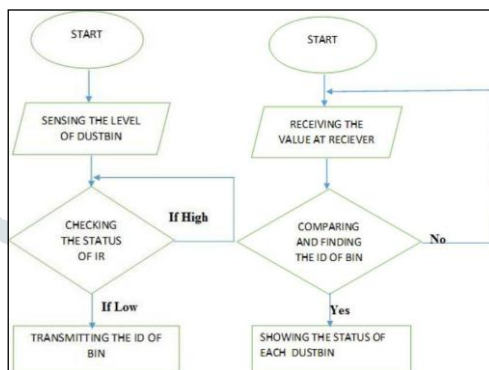 START
SENSING THE LEVEL
OF DUSTBIN
CHECKING
THE STATUS
OF IR
If High
If Low
TRANSMITTING THE ID OF
BIN
START
RECEIVING THE
VALUE AT RECIEVER
COMPARING
AND FINDING
THE ID OF BIN
No
Yes
SHOWING THE STATUS OF
EACH DUSTBIN